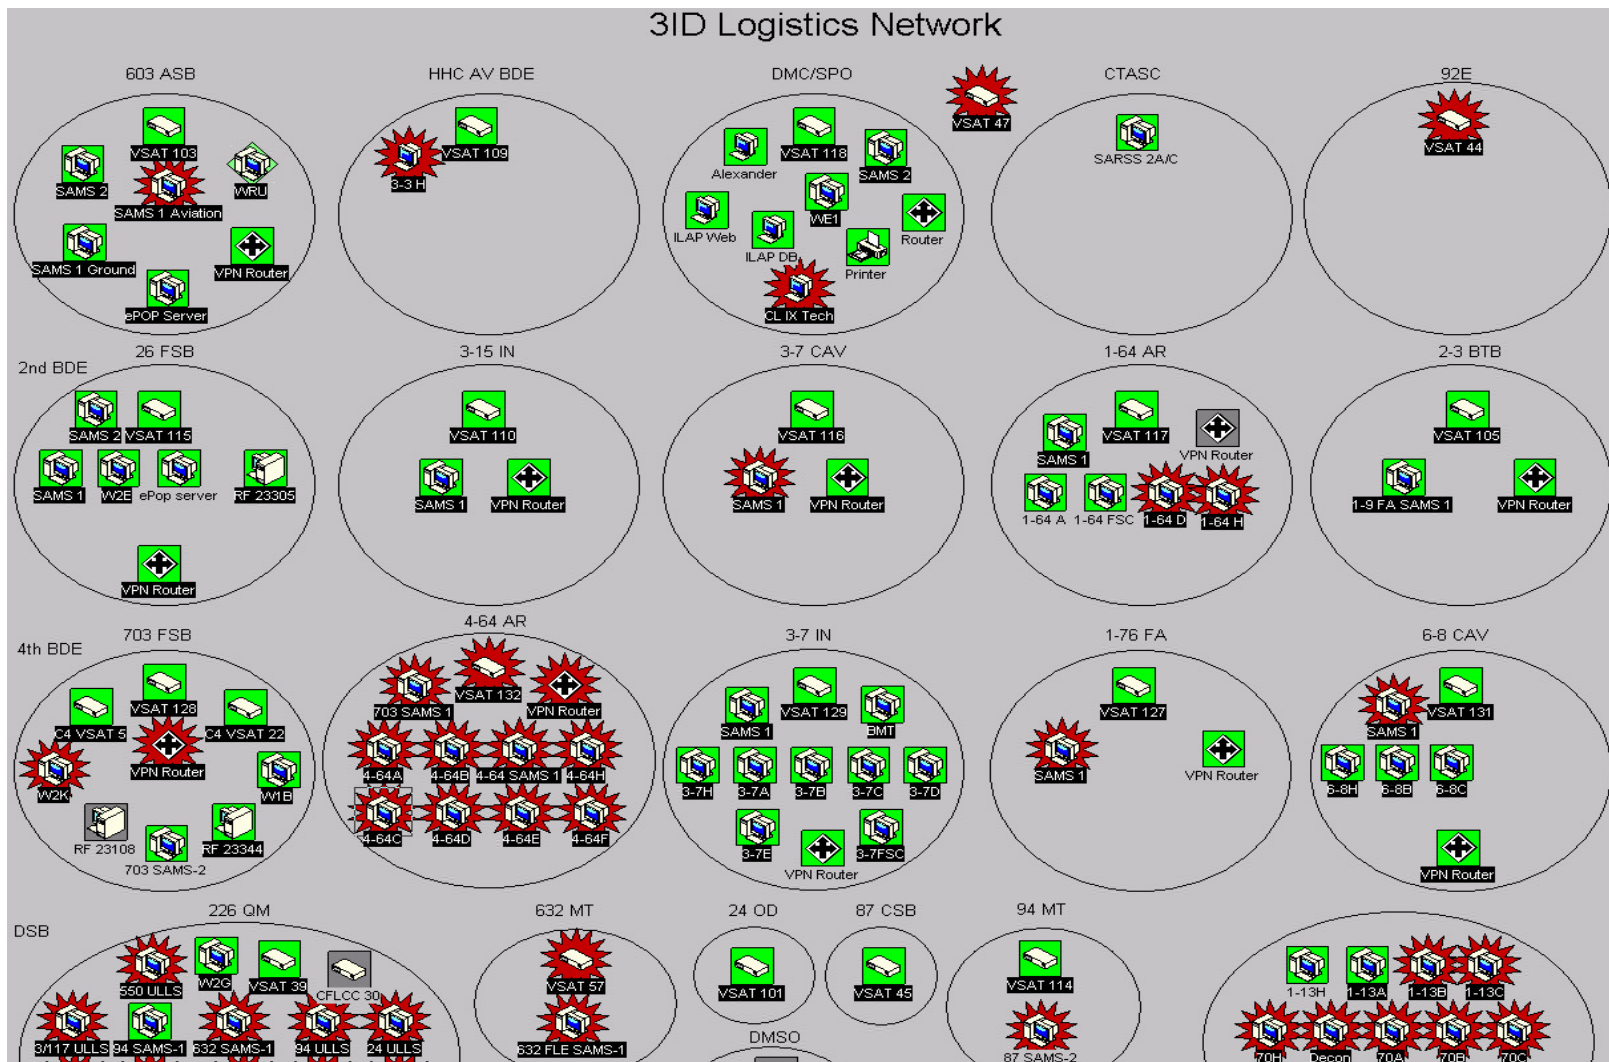 3ID Logistics Network
603 ASB
HHC AV BDE
DMC/SPO
CTASC
92E
VSAT 103
SAMS 2
WRU
SAMS 1 Aviation
SAMS 1 Ground
VPN Router
ePOP Server
VSAT 109
3-3 H
Alexander
VSAT 118
SAMS 2
WE1
ILAP Web
ILAP DB
Router
Printer
CL IX Tech
VSAT 47
SARSS 2A/C
VSAT 44
2nd BDE
26 FSB
3-15 IN
3-7 CAV
1-64 AR
2-3 BTB
SAMS 2
VSAT 115
SAMS 1
W2E
ePop server
RF 23305
VPN Router
VSAT 110
SAMS 1
VPN Router
VSAT 116
SAMS 1
VPN Router
VSAT 117
VPN Router
SAMS 1
1-64 A
1-64 FSC
1-64 D
1-64 H
VSAT 105
1-9 FA SAMS 1
VPN Router
4th BDE
703 FSB
4-64 AR
3-7 IN
1-76 FA
6-8 CAV
VSAT 128
C4 VSAT 5
C4 VSAT 22
VPN Router
W2K
W1B
RF 23108
RF 23344
703 SAMS-2
VSAT 132
703 SAMS 1
VPN Router
4-64A
4-64B
4-64 SAMS 1
4-64H
4-64C
4-64D
4-64E
4-64F
VSAT 129
SAMS 1
BMT
3-7H
3-7A
3-7B
3-7C
3-7D
3-7E
3-7FSC
VPN Router
VSAT 127
SAMS 1
VPN Router
VSAT 131
SAMS 1
6-8H
6-8B
6-8C
VPN Router
DSB
226 QM
632 MT
24 OD
87 CSB
94 MT
550 ULLS
W2G
VSAT 39
CFLCC 30
3/117 ULLS
94 SAMS-1
632 SAMS-1
94 ULLS
24 ULLS
VSAT 57
632 FLE SAMS-1
VSAT 101
VSAT 45
DMSO
VSAT 114
87 SAMS-2
1-13H
1-13A
1-13B
1-13C
70H
Decon
70A
70B
70C